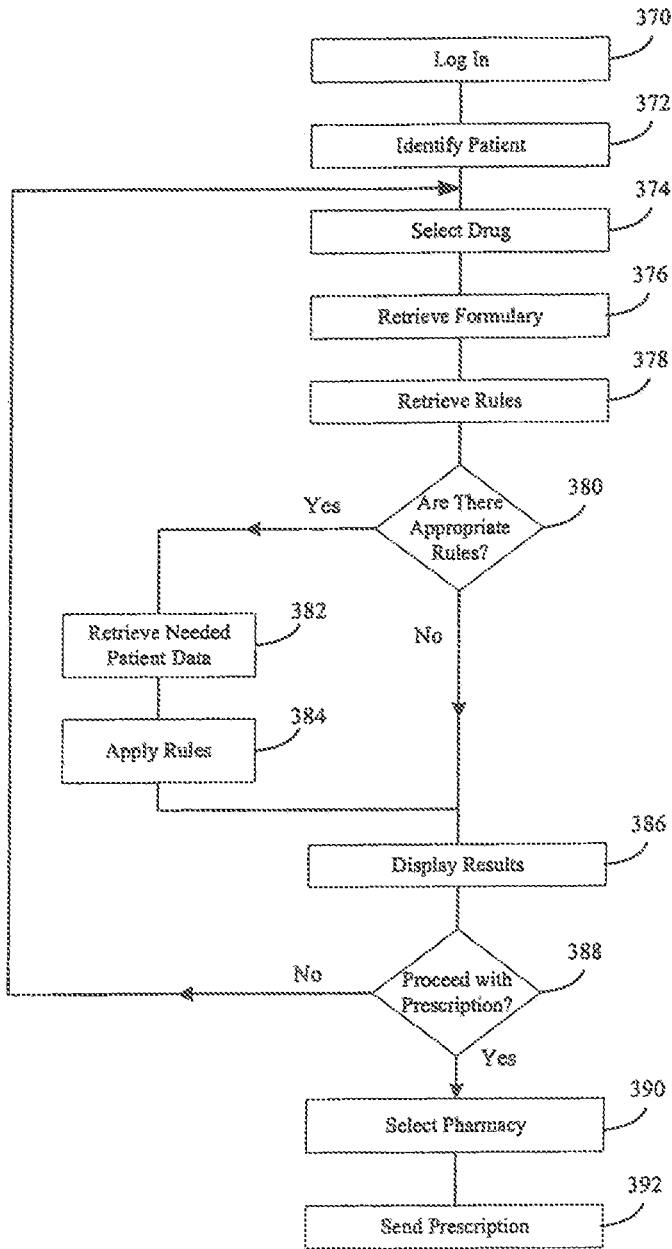 370
Log In
372
Identify Patient
374
Select Drug
376
Retrieve Formulary
378
Retrieve Rules
380
Are There
Appropriate
Rules?
Yes
No
382
Retrieve Needed
Patient Data
384
Apply Rules
386
Display Results
388
Proceed with
Prescription?
No
Yes
390
Select Pharmacy
392
Send Prescription